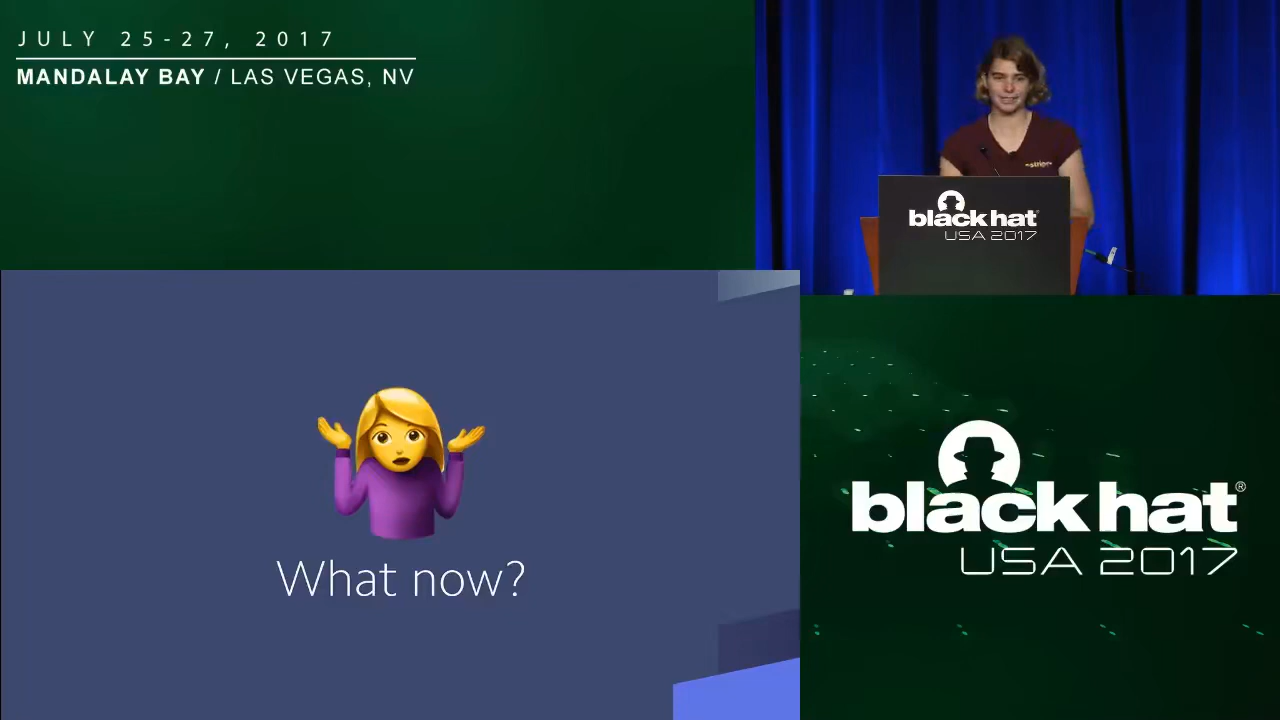 JULY 25-27, 2017
MANDALAY BAY / LAS VEGAS, NV
stripe
black hat
USA 2017
What now?
black hat®
USA 2017